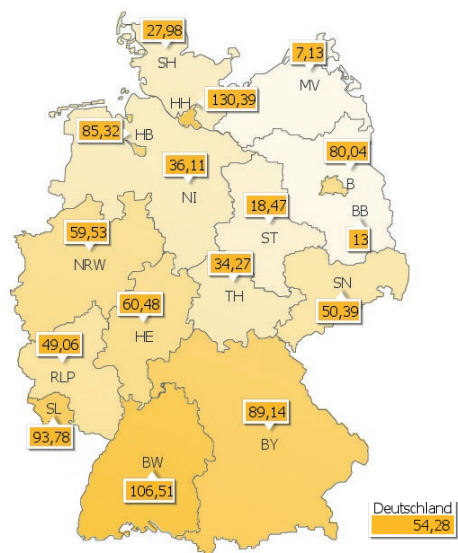 27,98
SH
7,13
MV
HH
130,39
85,32
HB
80,04
B
36,11
NI
18,47
BB
ST
13
59,53
NRW
34,27
TH
SN
50,39
60,48
HE
49,06
RLP
SL
93,78
89,14
BY
BW
106,51
Deutschland
54,28